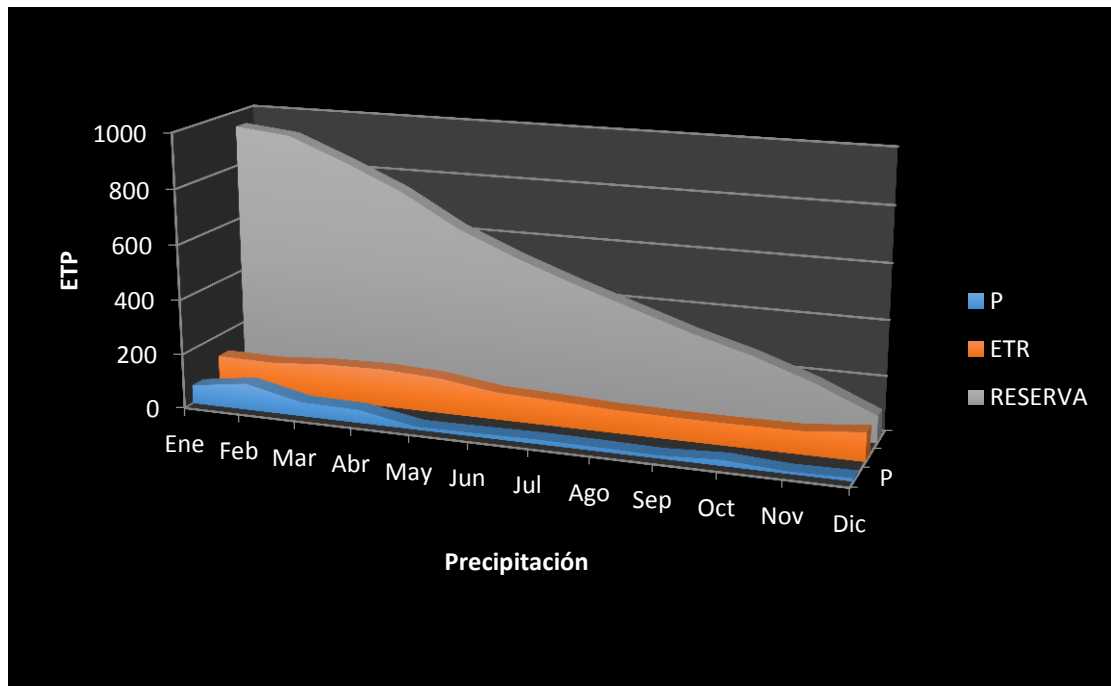 1000
800
600
400
200
0
ETP
Ene Feb Mar Abr May Jun Jul Ago Sep Oct Nov Dic
P
Precipitación
P
ETR
RESERVA